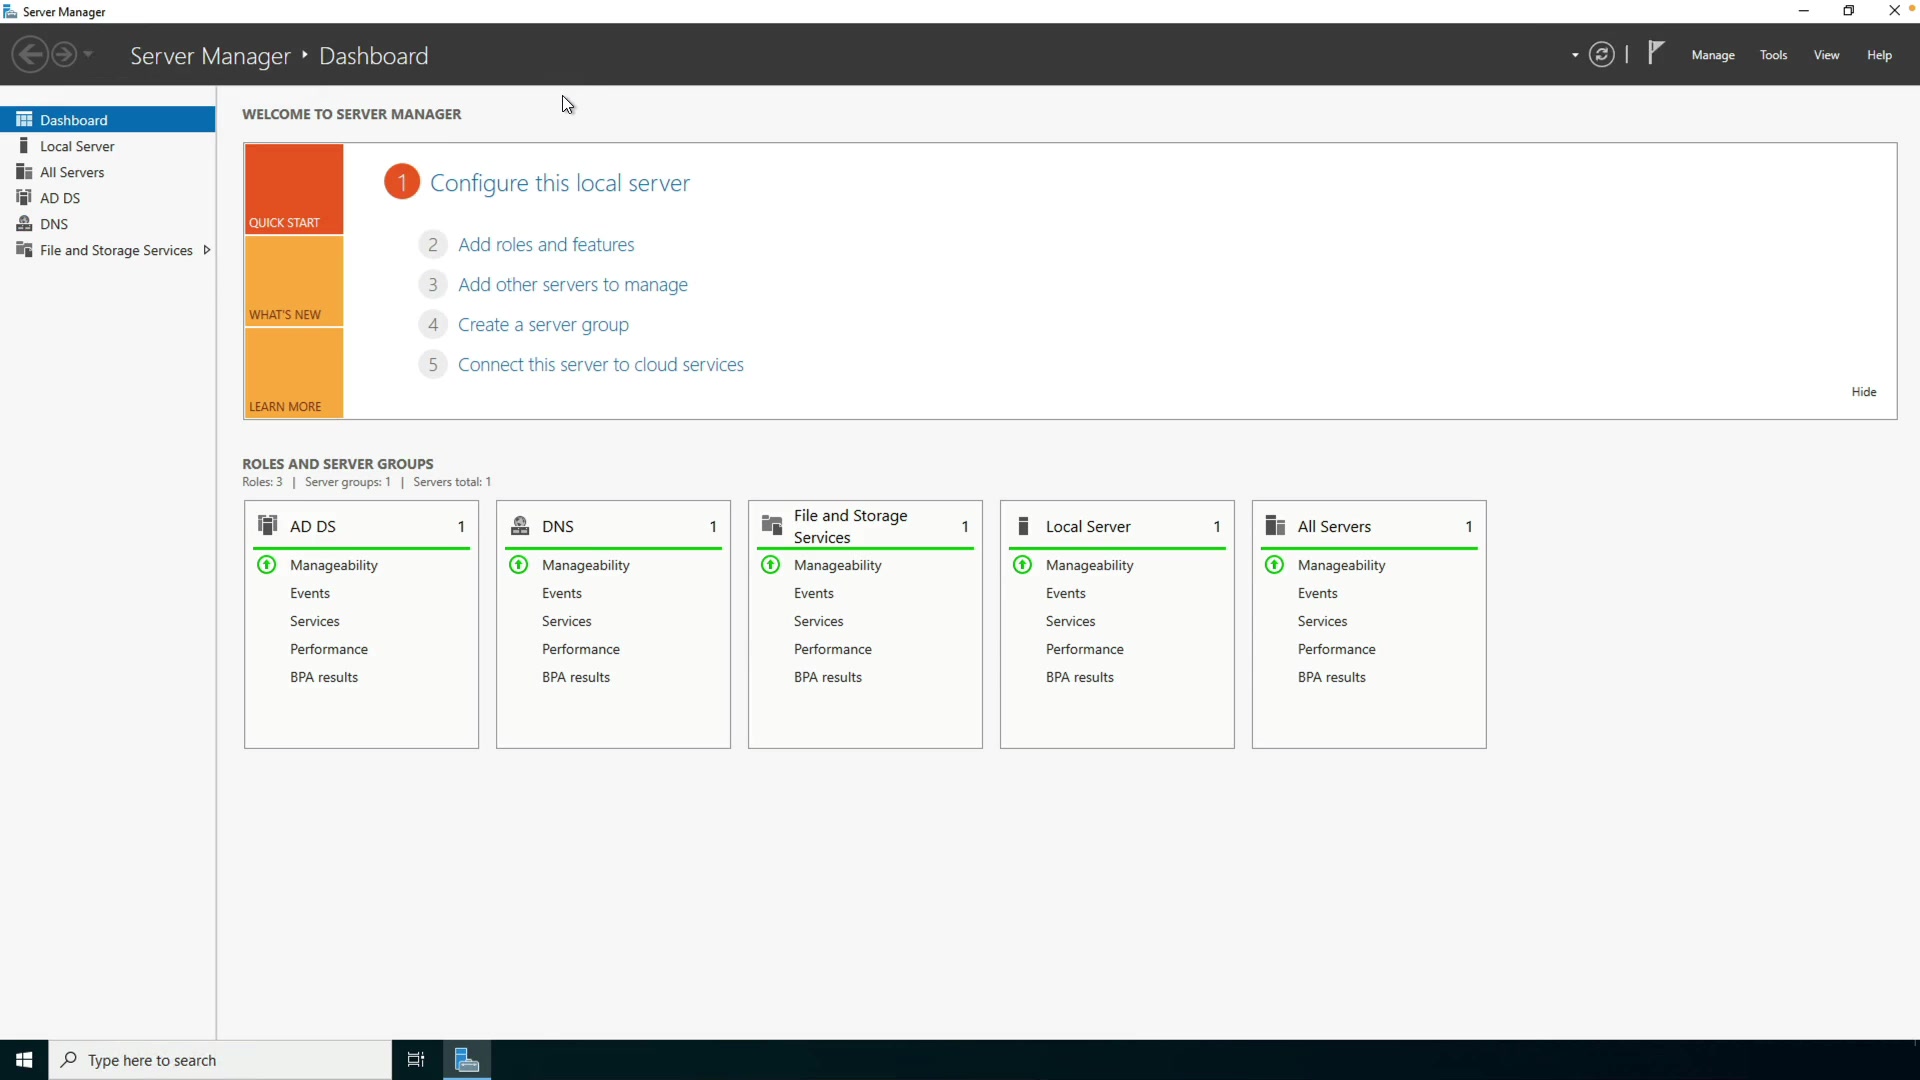 Server Manager
Server Manager ‣ Dashboard
Manage Tools View Help
Dashboard
Local Server
All Servers
AD DS
DNS
File and Storage Services
WELCOME TO SERVER MANAGER
QUICK START
WHAT'S NEW
LEARN MORE
1 Configure this local server
2 Add roles and features
3 Add other servers to manage
4 Create a server group
5 Connect this server to cloud services
Hide
ROLES AND SERVER GROUPS
Roles: 3 | Server groups: 1 | Servers total: 1
AD DS 1
Manageability
Events
Services
Performance
BPA results
DNS 1
Manageability
Events
Services
Performance
BPA results
File and Storage
Services 1
Manageability
Events
Services
Performance
BPA results
Local Server 1
Manageability
Events
Services
Performance
BPA results
All Servers 1
Manageability
Events
Services
Performance
BPA results
Type here to search